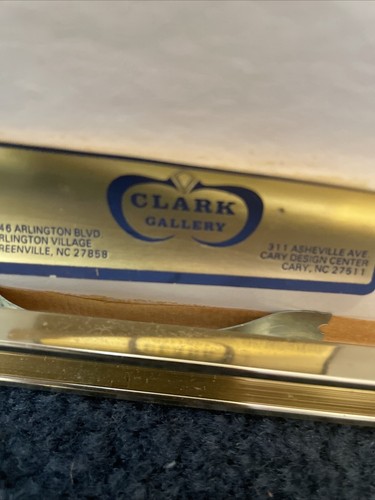 CLARK
GALLERY
46 ARLINGTON BLVD
RLINGTON VILLAGE
REENVILLE, NC 27858
311 ASHEVILLE AVE
CARY DESIGN CENTER
CARY, NC 27511